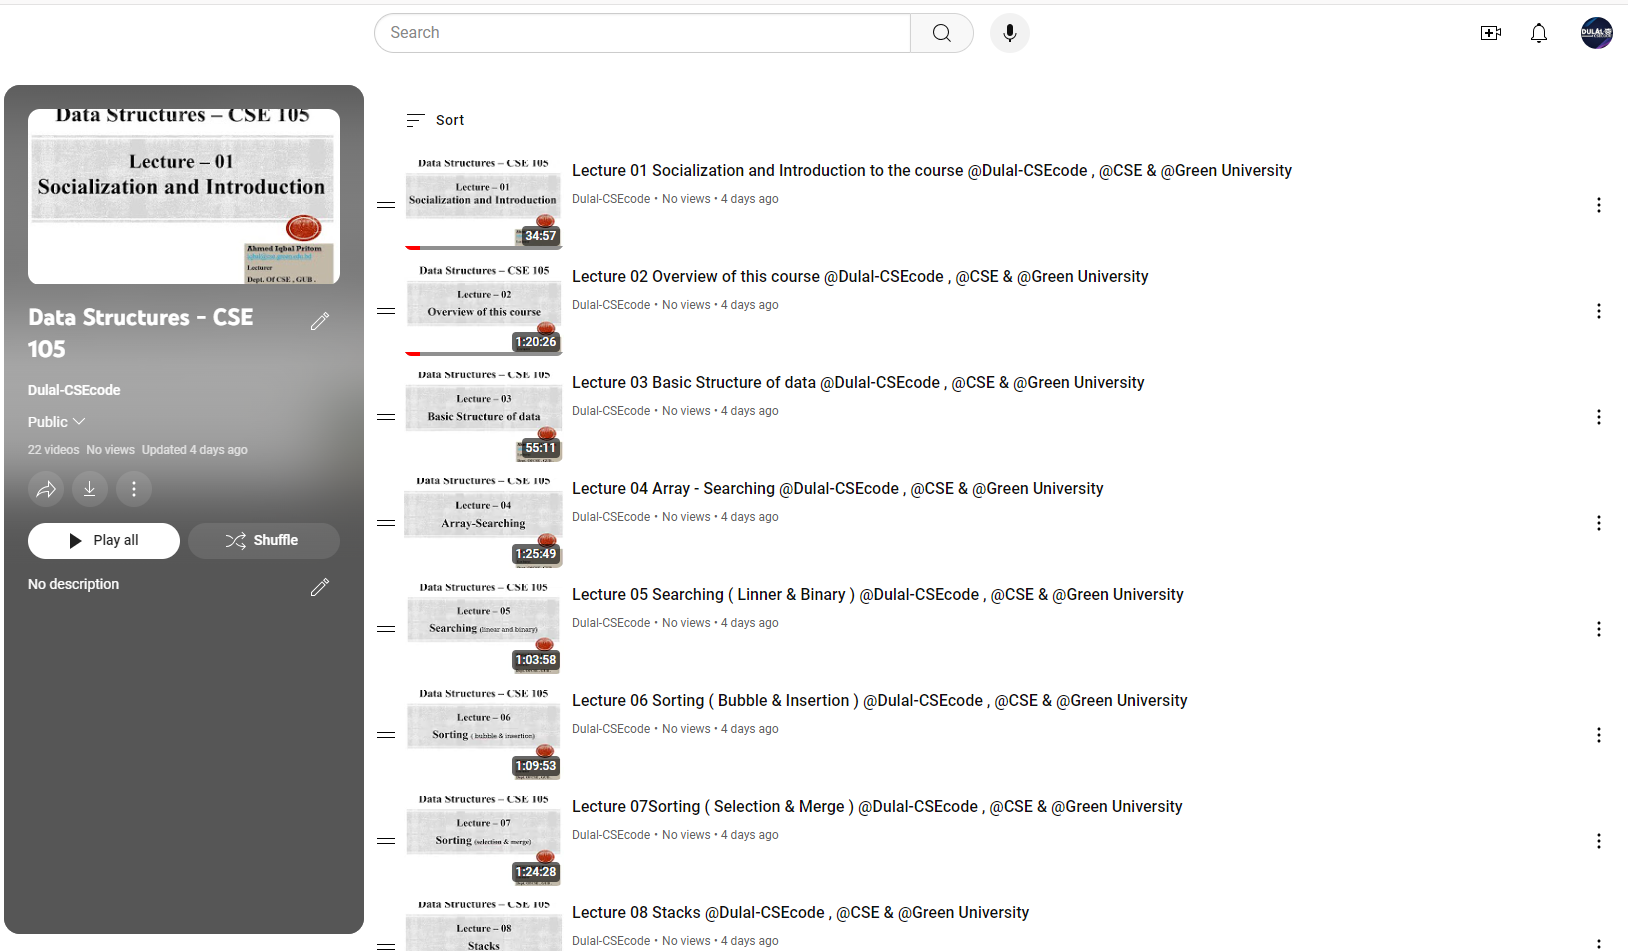 Search
DULAL
Data Structures – CSE 105
Lecture – 01
Socialization and Introduction
Ahmed Iqbal Pritom
Lecturer
Dept. Of CSE , GUB .
Data Structures - CSE
105
Dulal-CSEcode
Public
22 videos No views Updated 4 days ago
Play all
Shuffle
No description
Sort
Data Structures – CSE 105
Lecture – 01
Socialization and Introduction
34:57
Lecture 01 Socialization and Introduction to the course @Dulal-CSEcode , @CSE & @Green University
Dulal-CSEcode • No views • 4 days ago
Data Structures – CSE 105
Lecture – 02
Overview of this course
1:20:26
Lecture 02 Overview of this course @Dulal-CSEcode , @CSE & @Green University
Dulal-CSEcode • No views • 4 days ago
Data Structures – CSE 105
Lecture – 03
Basic Structure of data
55:11
Lecture 03 Basic Structure of data @Dulal-CSEcode , @CSE & @Green University
Dulal-CSEcode • No views • 4 days ago
Data Structures – CSE 105
Lecture – 04
Array-Searching
1:25:49
Lecture 04 Array - Searching @Dulal-CSEcode , @CSE & @Green University
Dulal-CSEcode • No views • 4 days ago
Data Structures – CSE 105
Lecture – 05
Searching (linear and binary)
1:03:58
Lecture 05 Searching ( Linner & Binary ) @Dulal-CSEcode , @CSE & @Green University
Dulal-CSEcode • No views • 4 days ago
Data Structures – CSE 105
Lecture – 06
Sorting ( bubble & insertion)
1:09:53
Lecture 06 Sorting ( Bubble & Insertion ) @Dulal-CSEcode , @CSE & @Green University
Dulal-CSEcode • No views • 4 days ago
Data Structures – CSE 105
Lecture – 07
Sorting (selection & merge)
1:24:28
Lecture 07Sorting ( Selection & Merge ) @Dulal-CSEcode , @CSE & @Green University
Dulal-CSEcode • No views • 4 days ago
Data Structures – CSE 105
Lecture – 08
Stacks
Lecture 08 Stacks @Dulal-CSEcode , @CSE & @Green University
Dulal-CSEcode • No views • 4 days ago